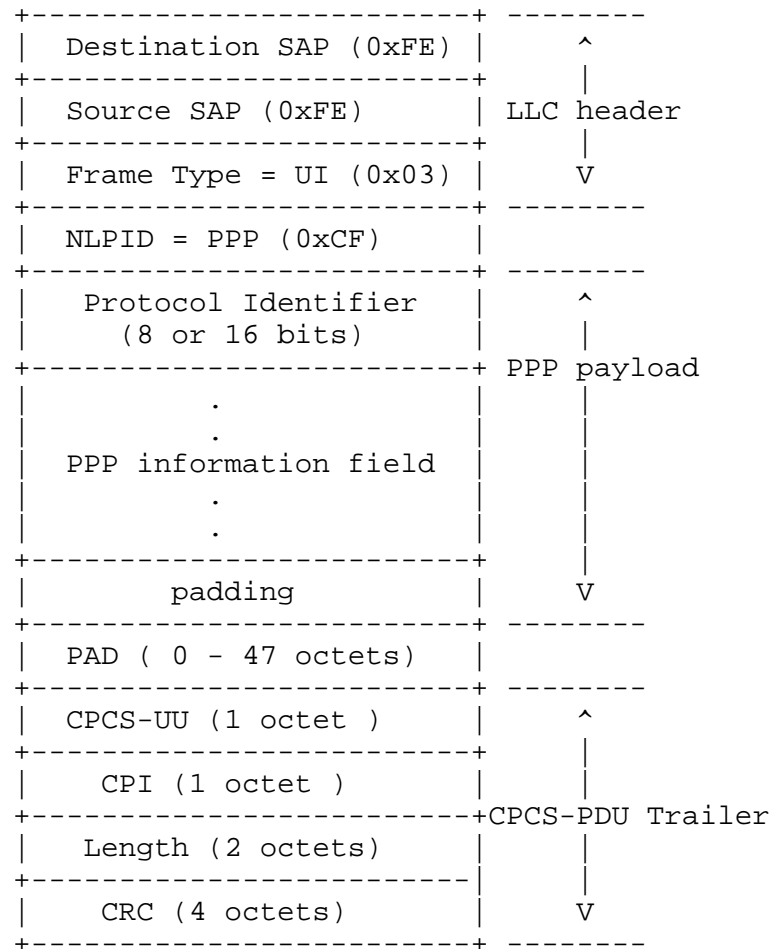 +-------------------------+ --------
|  Destination SAP (0xFE) |     ^
+-------------------------+     |
|  Source SAP (0xFE)      | LLC header
+-------------------------+     |
|  Frame Type = UI (0x03) |     V
+-------------------------+ --------
|  NLPID = PPP (0xCF)     |
+-------------------------+ --------
|   Protocol Identifier   |     ^
|     (8 or 16 bits)      |     |
+-------------------------+ PPP payload
|          .              |     |
|          .              |     |
|  PPP information field  |     |
|          .              |     |
|          .              |     |
+-------------------------+     |
|        padding          |     V
+-------------------------+ --------
|  PAD ( 0 - 47 octets)   |
+-------------------------+ --------
|  CPCS-UU (1 octet )     |     ^
+-------------------------+     |
|    CPI (1 octet )       |     |
+-------------------------+CPCS-PDU Trailer
|   Length (2 octets)     |     |
+-------------------------|     |
|    CRC (4 octets)       |     V
+-------------------------+ --------